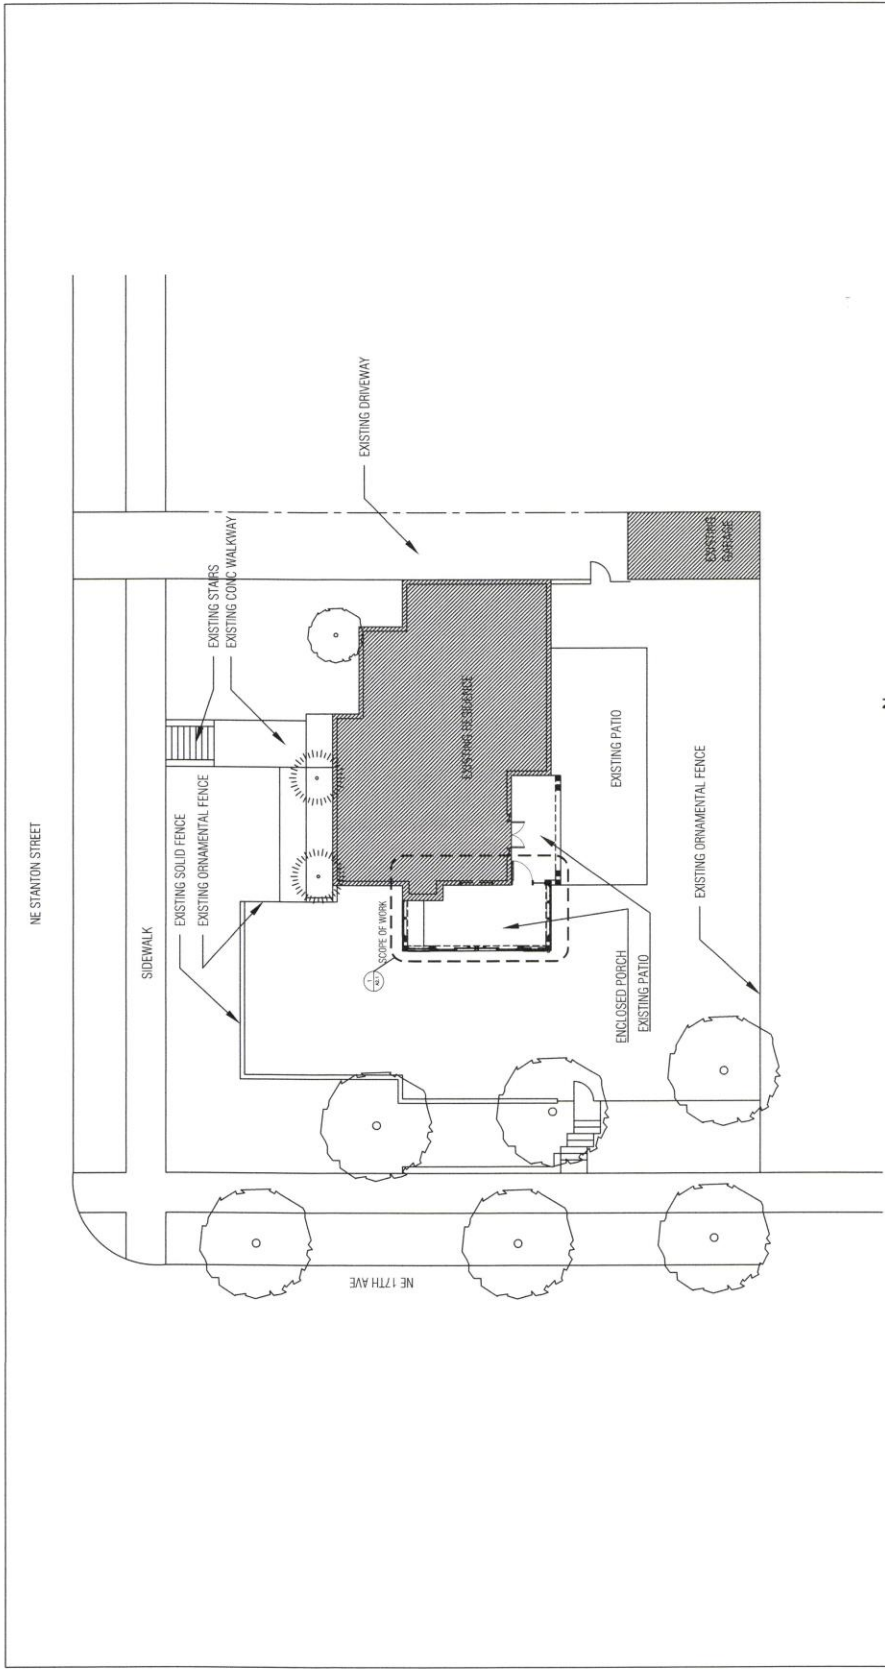 NE STANTON STREET
SIDEWALK
EXISTING SOLID FENCE
EXISTING ORNAMENTAL FENCE
EXISTING STAIRS
EXISTING CONC WALKWAY
EXISTING DRIVEWAY
1
SCOPE OF WORK
EXISTING RESIDENCE
EXISTING
GARAGE
EXISTING PATIO
ENCLOSED PORCH
EXISTING PATIO
EXISTING ORNAMENTAL FENCE
NE 17TH AVE